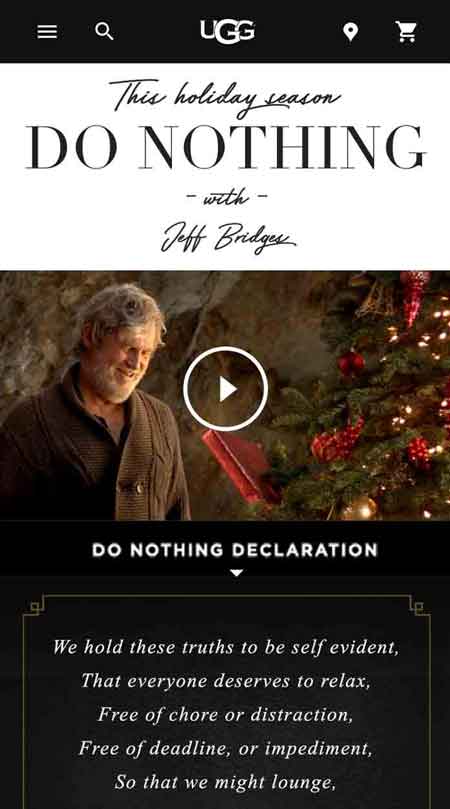 UGG
This holiday season
DO NOTHING
- with -
Jeff Bridges
DO NOTHING DECLARATION
We hold these truths to be self evident,
That everyone deserves to relax,
Free of chore or distraction,
Free of deadline, or impediment,
So that we might lounge,